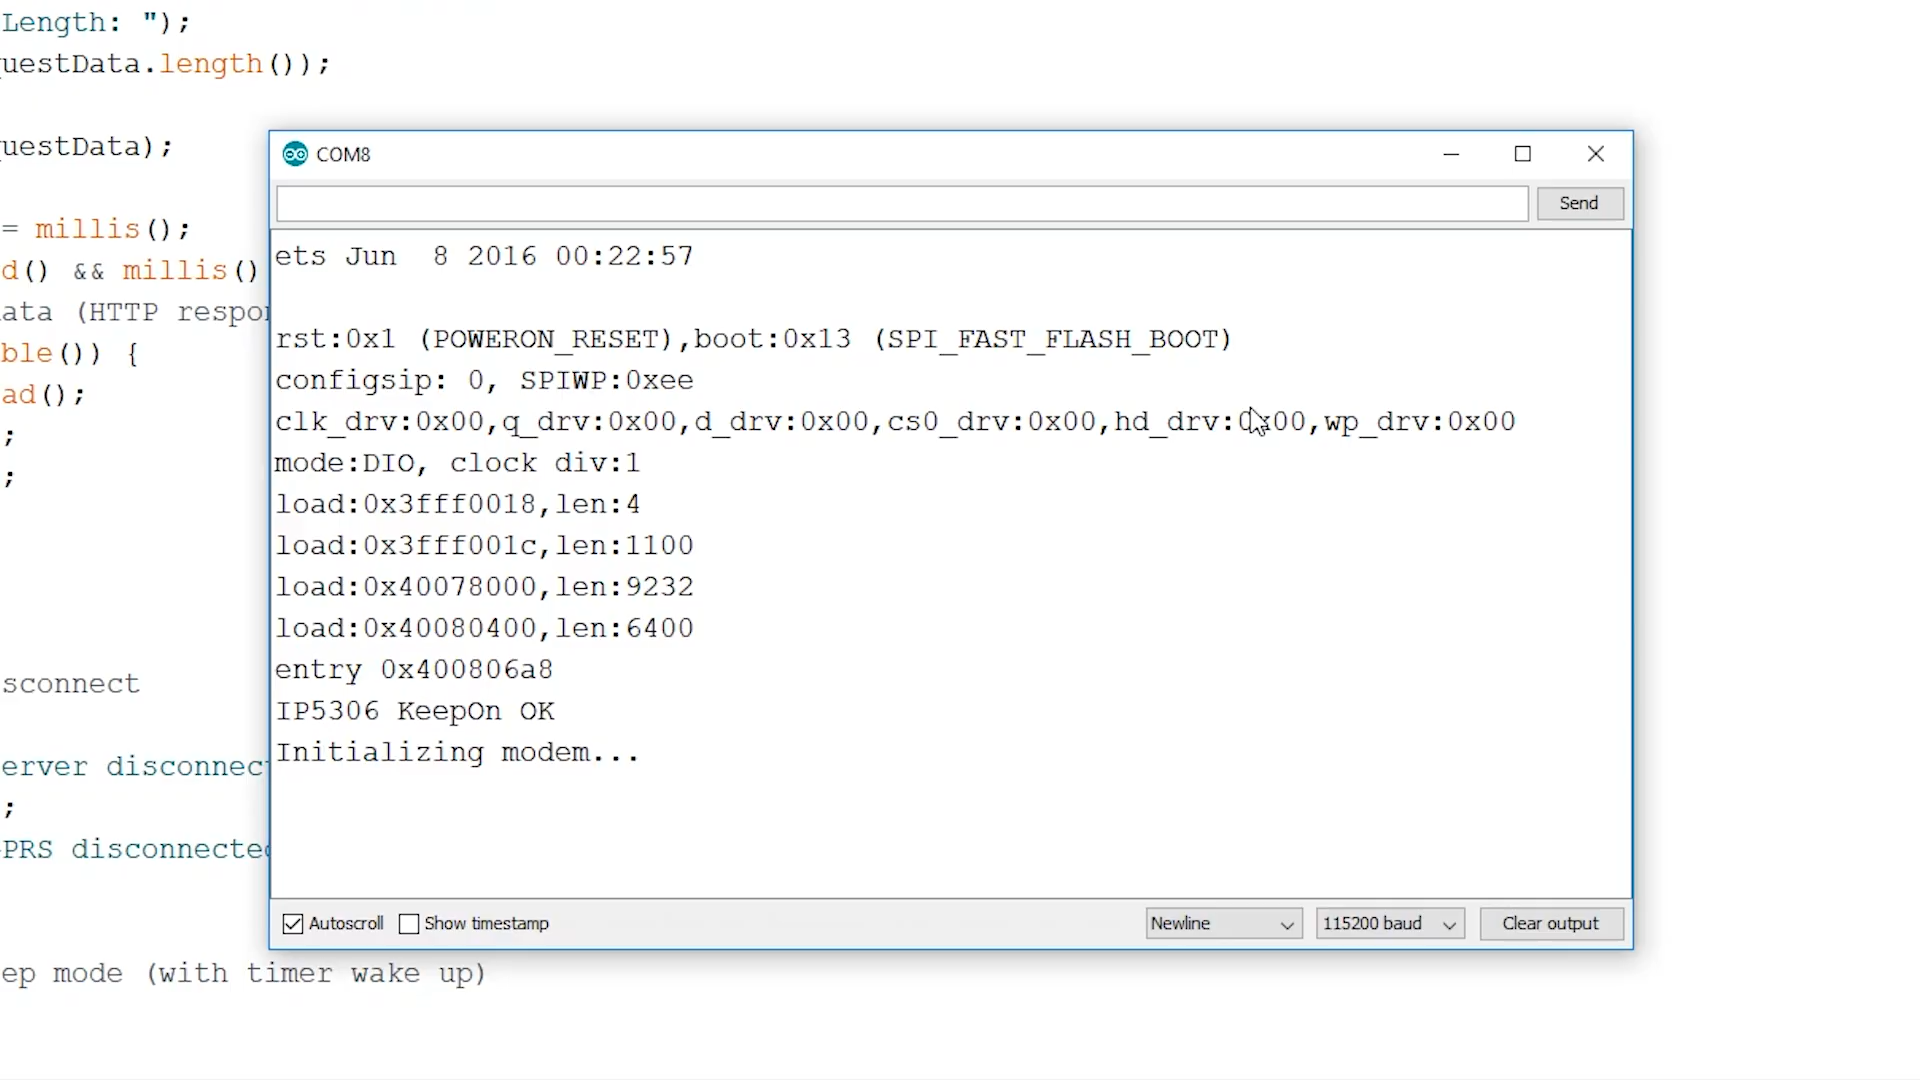 Length: ");
uestData.length());
uestData);
= millis();
d() && millis()
ata (HTTP respon
ble()) {
ad();
;
;
sconnect
erver disconnect
;
PRS disconnected
ep mode (with timer wake up)
COM8
Send
ets Jun  8 2016 00:22:57
rst:0x1 (POWERON_RESET),boot:0x13 (SPI_FAST_FLASH_BOOT)
configsip: 0, SPIWP:0xee
clk_drv:0x00,q_drv:0x00,d_drv:0x00,cs0_drv:0x00,hd_drv:0x00,wp_drv:0x00
mode:DIO, clock div:1
load:0x3fff0018,len:4
load:0x3fff001c,len:1100
load:0x40078000,len:9232
load:0x40080400,len:6400
entry 0x400806a8
IP5306 KeepOn OK
Initializing modem...
Autoscroll Show timestamp Newline 115200 baud Clear output